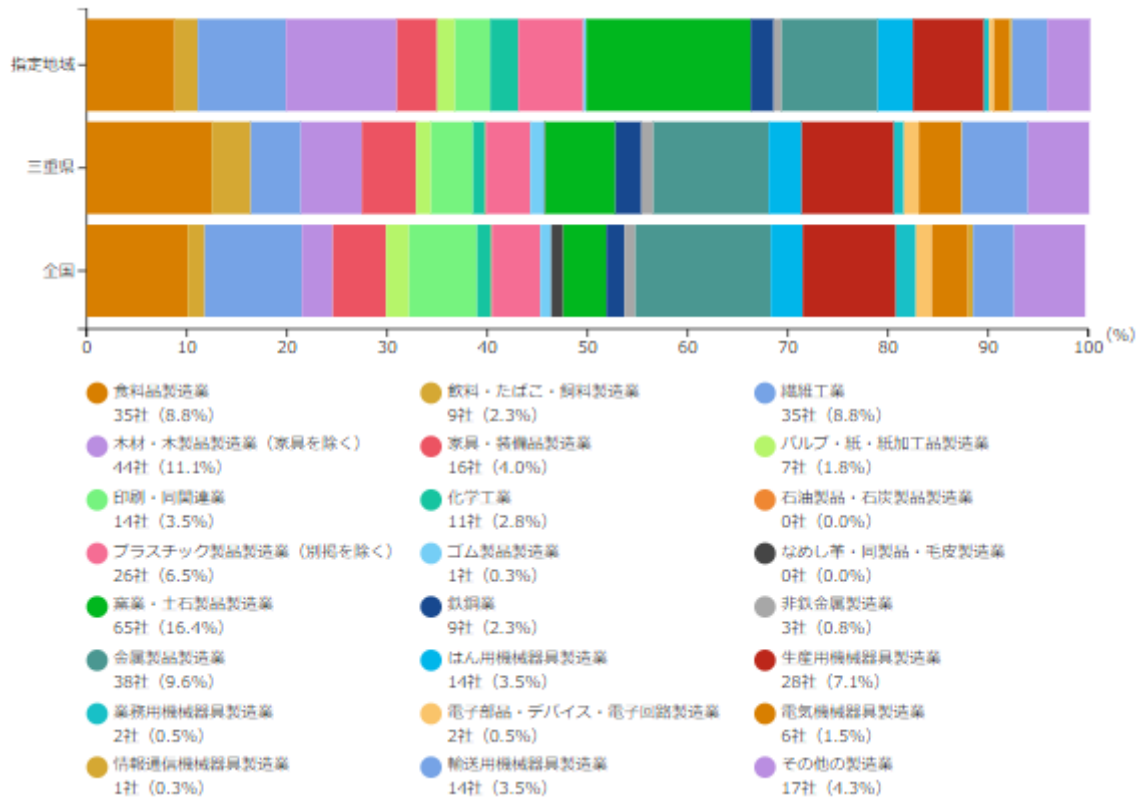 指定地域
三重県
全国
0 10 20 30 40 50 60 70 80 90 100 (%)
食料品製造業
35社（8.8%）
飲料・たばこ・飼料製造業
9社（2.3%）
繊維工業
35社（8.8%）
木材・木製品製造業（家具を除く）
44社（11.1%）
家具・装備品製造業
16社（4.0%）
パルプ・紙・紙加工品製造業
7社（1.8%）
印刷・同関連業
14社（3.5%）
化学工業
11社（2.8%）
石油製品・石炭製品製造業
0社（0.0%）
プラスチック製品製造業（別掲を除く）
26社（6.5%）
ゴム製品製造業
1社（0.3%）
なめし革・同製品・毛皮製造業
0社（0.0%）
窯業・土石製品製造業
65社（16.4%）
鉄鋼業
9社（2.3%）
非鉄金属製造業
3社（0.8%）
金属製品製造業
38社（9.6%）
はん用機械器具製造業
14社（3.5%）
生産用機械器具製造業
28社（7.1%）
業務用機械器具製造業
2社（0.5%）
電子部品・デバイス・電子回路製造業
2社（0.5%）
電気機械器具製造業
6社（1.5%）
情報通信機械器具製造業
1社（0.3%）
輸送用機械器具製造業
14社（3.5%）
その他の製造業
17社（4.3%）